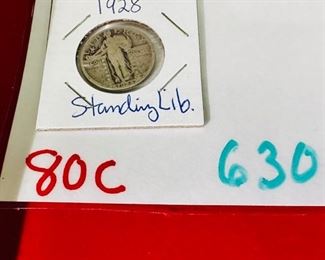 1928
Standing Lib.
80C 630